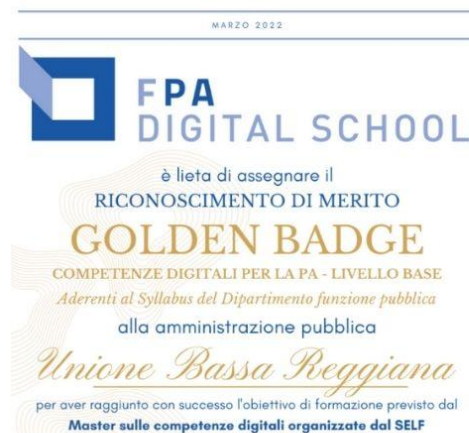 MARZO 2022
FPA
DIGITAL SCHOOL
è lieta di assegnare il
RICONOSCIMENTO DI MERITO
GOLDEN BADGE
COMPETENZE DIGITALI PER LA PA - LIVELLO BASE
Aderenti al Syllabus del Dipartimento funzione pubblica
alla amministrazione pubblica
Unione Bassa Reggiana
per aver raggiunto con successo l'obiettivo di formazione previsto dal
Master sulle competenze digitali organizzate dal SELF